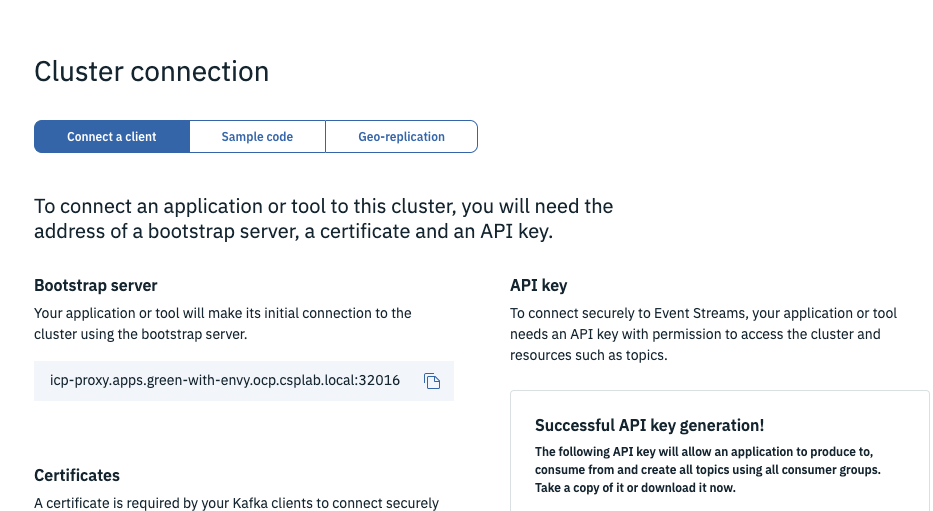 Cluster connection
Connect a client
Sample code
Geo-replication
To connect an application or tool to this cluster, you will need the
address of a bootstrap server, a certificate and an API key.
Bootstrap server
Your application or tool will make its initial connection to the
cluster using the bootstrap server.
icp-proxy.apps.green-with-envy.ocp.csplab.local:32016
Certificates
A certificate is required by your Kafka clients to connect securely
API key
To connect securely to Event Streams, your application or tool
needs an API key with permission to access the cluster and
resources such as topics.
Successful API key generation!
The following API key will allow an application to produce to,
consume from and create all topics using all consumer groups.
Take a copy of it or download it now.